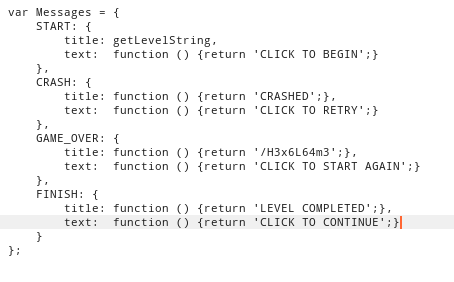 var Messages = {
    START: {
        title: getLevelString,
        text:  function () {return 'CLICK TO BEGIN';}
    },
    CRASH: {
        title: function () {return 'CRASHED';},
        text:  function () {return 'CLICK TO RETRY';}
    },
    GAME_OVER: {
        title: function () {return '/H3x6L64m3';},
        text:  function () {return 'CLICK TO START AGAIN';}
    },
    FINISH: {
        title: function () {return 'LEVEL COMPLETED';},
        text:  function () {return 'CLICK TO CONTINUE';}
    }
};